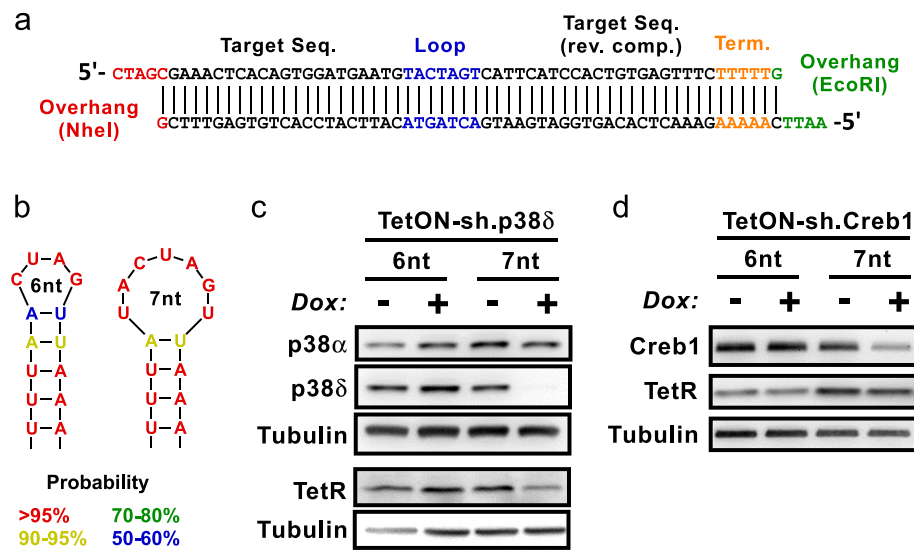 a
Target Seq.
Loop
Target Seq.
(rev. comp.)
Term.
Overhang
(EcoRI)
5'- CTAGCGAAACTCACAGTGGATGAATGTACTAGTCATTCATCCACTGTGAGTTTCTTTTTG
Overhang
(NheI)
GCTTTGAGTGTCACCTACTTACATGATCAGTAAGTAGGTGACACTCAAAGAAAAACTTAA -5'
b
U A
C G
6nt
A U
A U
U A
U A
U A
C U
A A
G
U U
7nt
A U
U A
U A
U A
Probability
>95% 70-80%
90-95% 50-60%
c
TetON-sh.p38δ
6nt 7nt
Dox: - + - +
p38α
p38δ
Tubulin
TetR
Tubulin
d
TetON-sh.Creb1
6nt 7nt
Dox: - + - +
Creb1
TetR
Tubulin